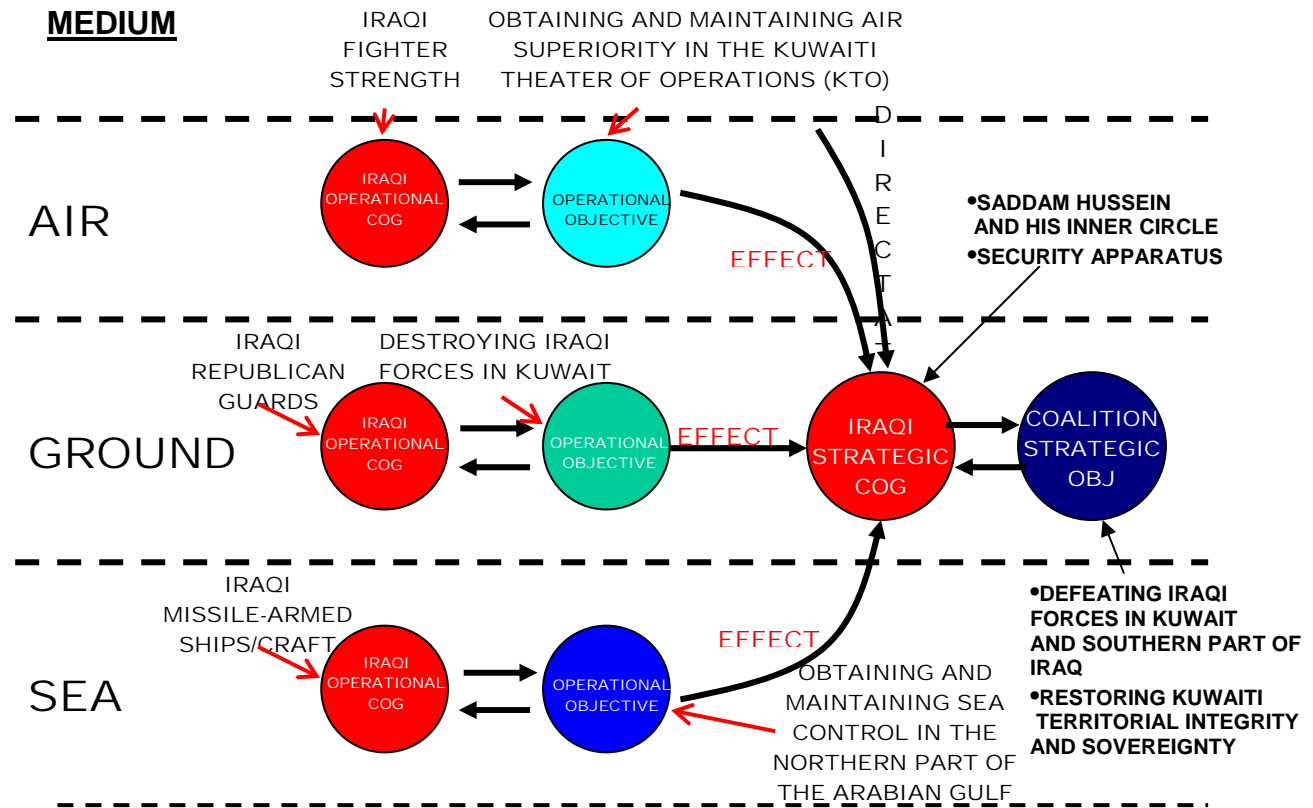 MEDIUM
IRAQI
FIGHTER
STRENGTH
OBTAINING AND MAINTAINING AIR
SUPERIORITY IN THE KUWAITI
THEATER OF OPERATIONS (KTO)
AIR
IRAQI
OPERATIONAL
COG
OPERATIONAL
OBJECTIVE
EFFECT
D
I
R
E
C
T
A
•SADDAM HUSSEIN
AND HIS INNER CIRCLE
•SECURITY APPARATUS
GROUND
IRAQI
REPUBLICAN
GUARDS
DESTROYING IRAQI
FORCES IN KUWAIT
IRAQI
OPERATIONAL
COG
OPERATIONAL
OBJECTIVE
EFFECT
IRAQI
STRATEGIC
COG
COALITION
STRATEGIC
OBJ
SEA
IRAQI
MISSILE-ARMED
SHIPS/CRAFT
IRAQI
OPERATIONAL
COG
OPERATIONAL
OBJECTIVE
EFFECT
OBTAINING AND
MAINTAINING SEA
CONTROL IN THE
NORTHERN PART OF
THE ARABIAN GULF
•DEFEATING IRAQI
FORCES IN KUWAIT
AND SOUTHERN PART OF
IRAQ
•RESTORING KUWAITI
TERRITORIAL INTEGRITY
AND SOVEREIGNTY